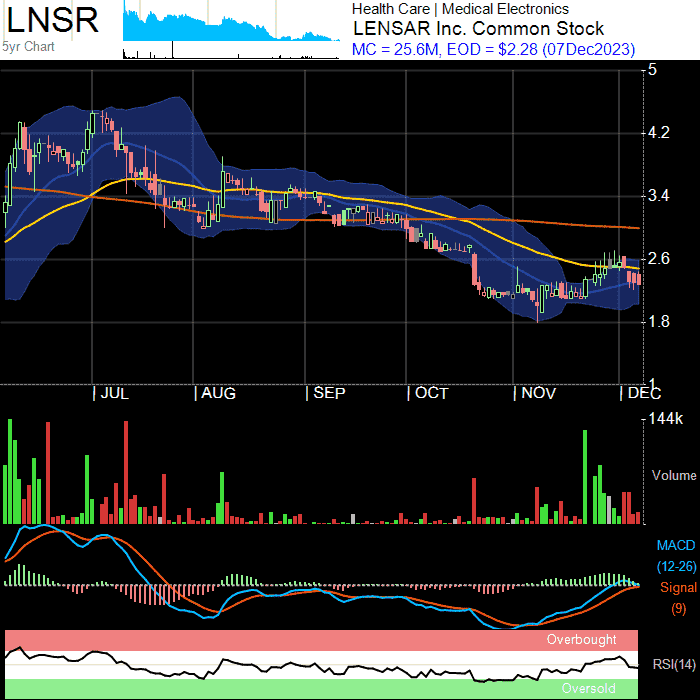 LNSR
5yr Chart
Health Care | Medical Electronics
LENSAR Inc. Common Stock
MC = 25.6M, EOD = $2.28 (07Dec2023)
5
4.2
3.4
2.6
1.8
1
JUL
AUG
SEP
OCT
NOV
DEC
144k
Volume
MACD
(12-26)
Signal
(9)
Overbought
RSI(14)
Oversold